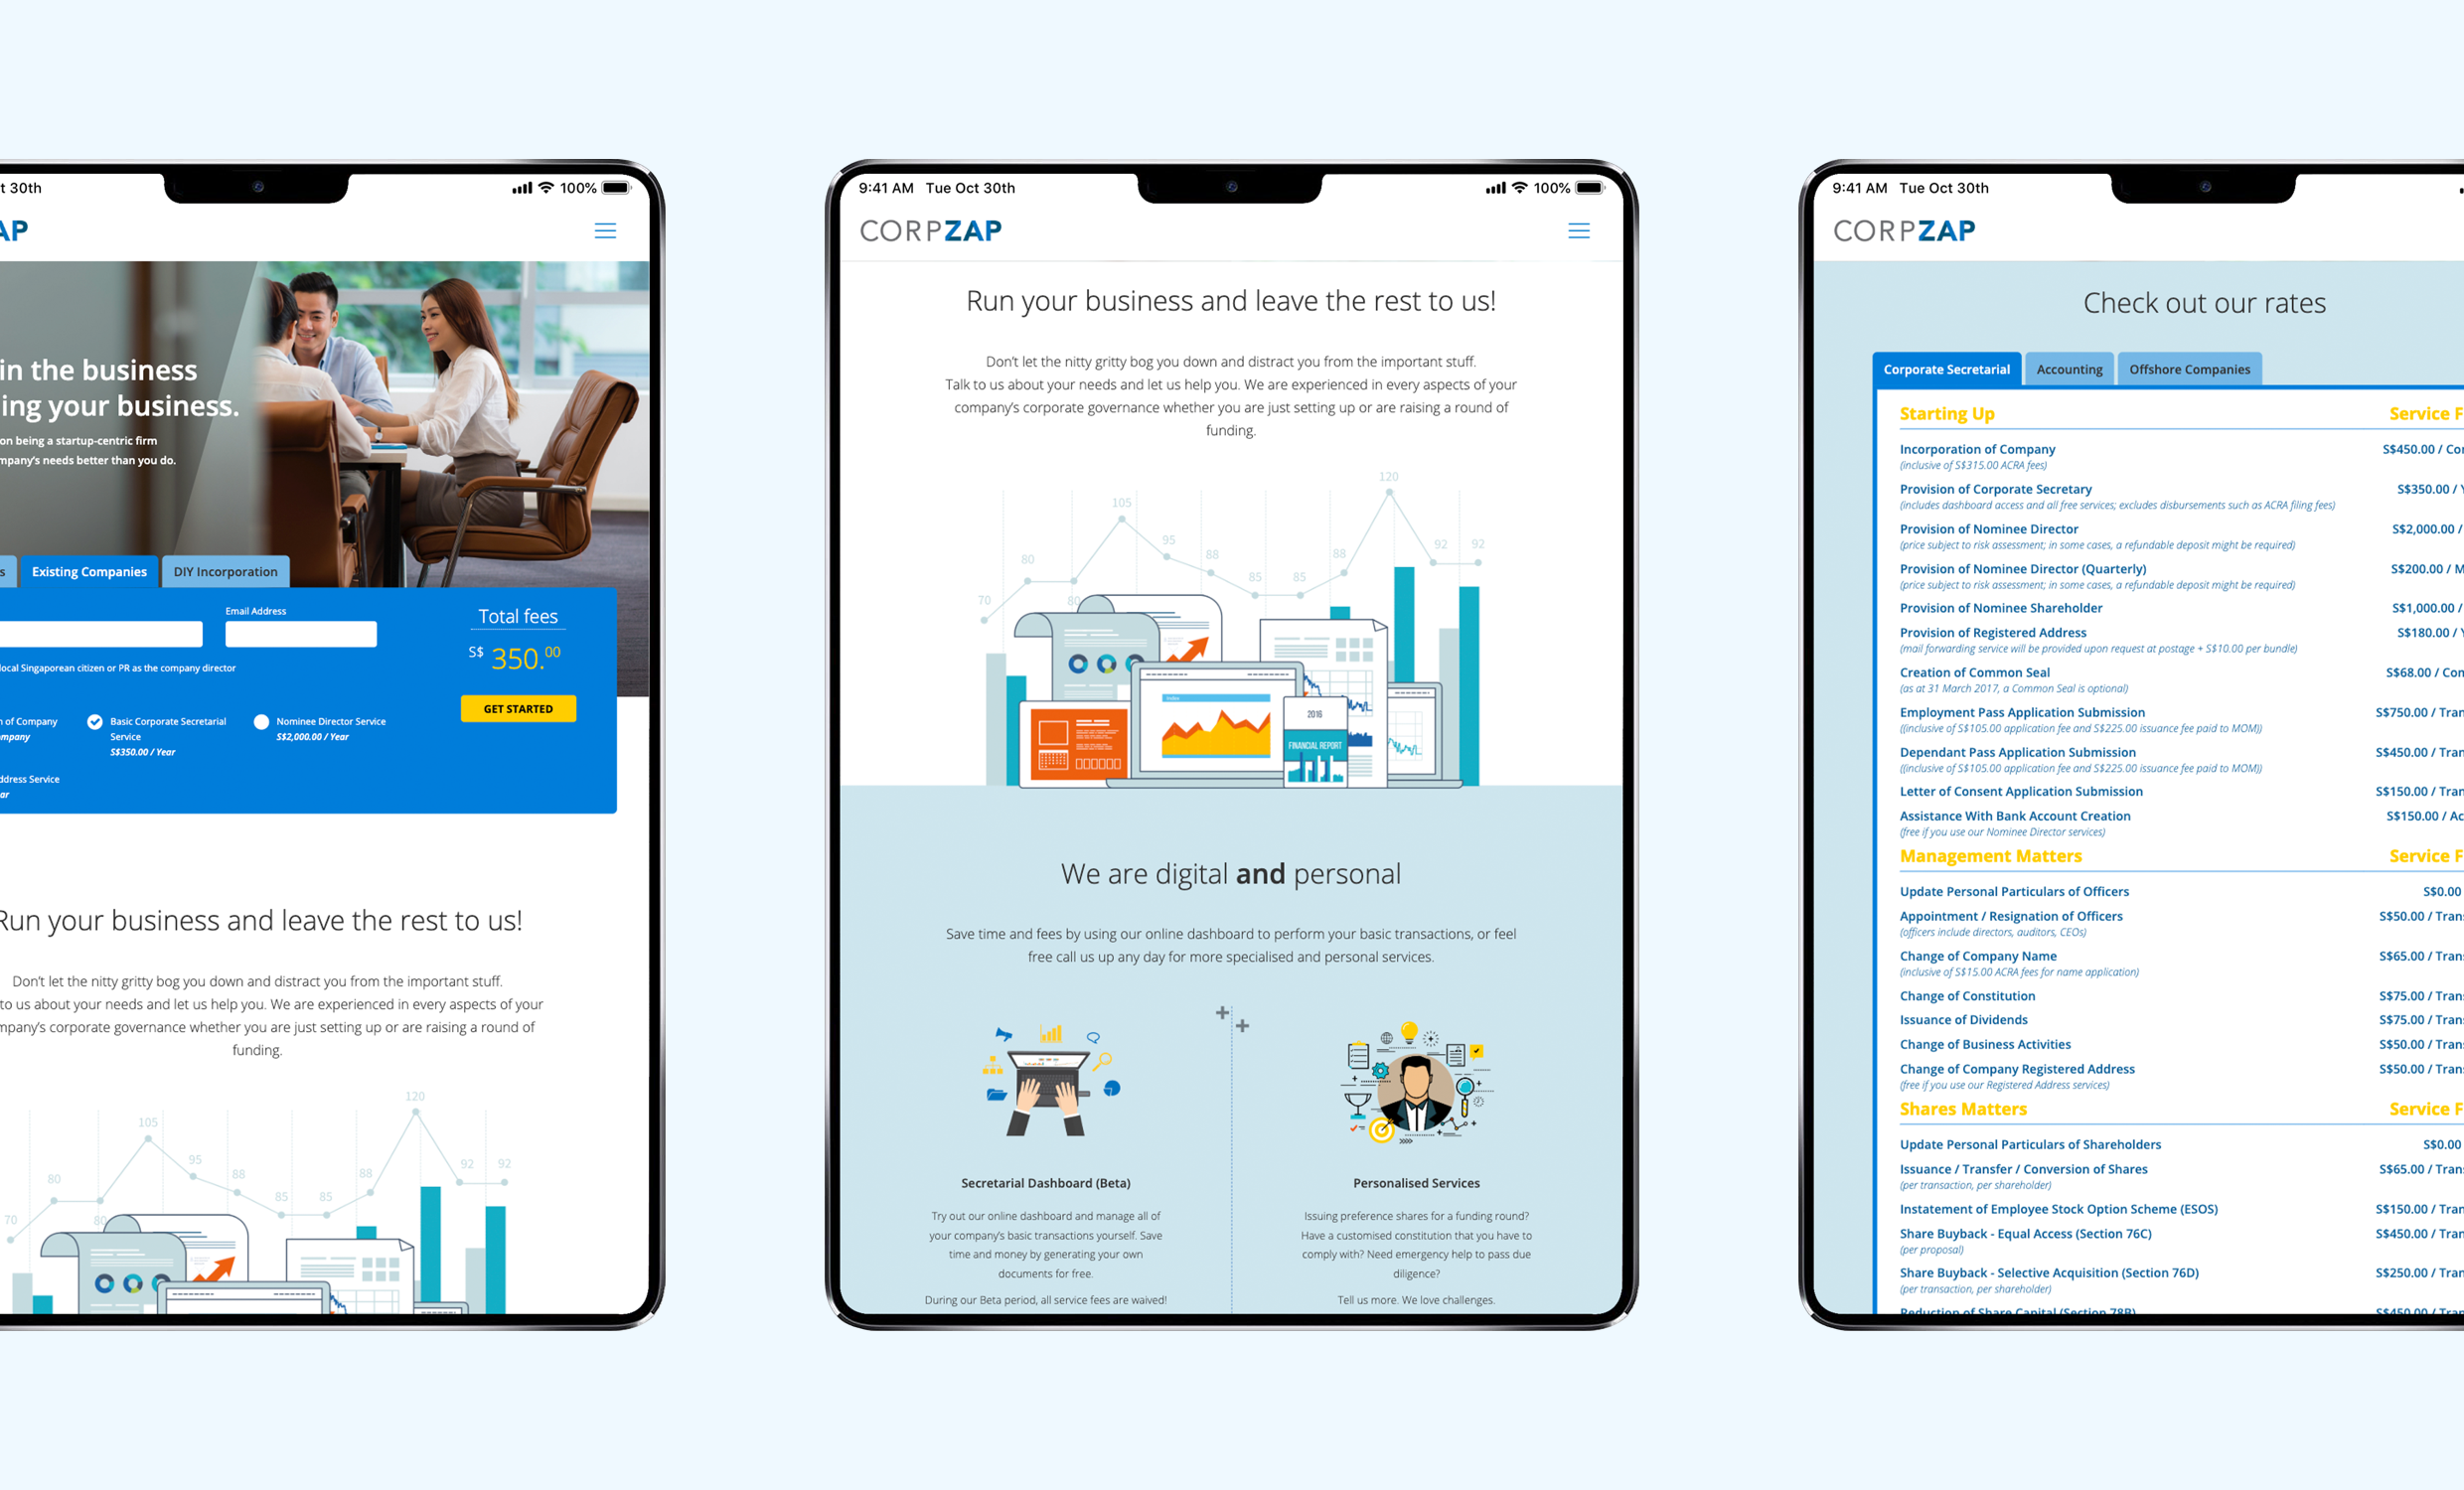 t 30th
100%
AP
in the business
ing your business.
on being a startup-centric firm
mpany's needs better than you do.
s
Existing Companies
DIY Incorporation
Email Address
Total fees
S$ 350.00
local Singaporean citizen or PR as the company director
GET STARTED
n of Company
ompany
Basic Corporate Secretarial
Service
S$350.00 / Year
Nominee Director Service
S$2,000.00 / Year
ddress Service
ar
Run your business and leave the rest to us!
Don't let the nitty gritty bog you down and distract you from the important stuff.
to us about your needs and let us help you. We are experienced in every aspects of your
mpany's corporate governance whether you are just setting up or are raising a round of
funding.
70
80
80
105
95
88
85
85
88
120
92
92
9:41 AM Tue Oct 30th
100%
CORPZAP
Run your business and leave the rest to us!
Don't let the nitty gritty bog you down and distract you from the important stuff.
Talk to us about your needs and let us help you. We are experienced in every aspects of your
company's corporate governance whether you are just setting up or are raising a round of
funding.
70
80
80
105
95
88
85
85
88
120
92
92
2016
FINANCIAL REPORT
We are digital and personal
Save time and fees by using our online dashboard to perform your basic transactions, or feel
free call us up any day for more specialised and personal services.
Secretarial Dashboard (Beta)
Try out our online dashboard and manage all of
your company's basic transactions yourself. Save
time and money by generating your own
documents for free.
During our Beta period, all service fees are waived!
Personalised Services
Issuing preference shares for a funding round?
Have a customised constitution that you have to
comply with? Need emergency help to pass due
diligence?
Tell us more. We love challenges.
9:41 AM Tue Oct 30th
CORPZAP
Check out our rates
Corporate Secretarial
Accounting
Offshore Companies
Starting Up Service F
Incorporation of Company S$450.00 / Co
(inclusive of S$315.00 ACRA fees)
Provision of Corporate Secretary S$350.00 / Y
(includes dashboard access and all free services; excludes disbursements such as ACRA filing fees)
Provision of Nominee Director S$2,000.00 /
(price subject to risk assessment; in some cases, a refundable deposit might be required)
Provision of Nominee Director (Quarterly) S$200.00 / M
(price subject to risk assessment; in some cases, a refundable deposit might be required)
Provision of Nominee Shareholder S$1,000.00 /
Provision of Registered Address S$180.00 / Y
(mail forwarding service will be provided upon request at postage + S$10.00 per bundle)
Creation of Common Seal S$68.00 / Con
(as at 31 March 2017, a Common Seal is optional)
Employment Pass Application Submission S$750.00 / Tran
((inclusive of S$105.00 application fee and S$225.00 issuance fee paid to MOM))
Dependant Pass Application Submission S$450.00 / Tran
((inclusive of S$105.00 application fee and S$225.00 issuance fee paid to MOM))
Letter of Consent Application Submission S$150.00 / Tran
Assistance With Bank Account Creation S$150.00 / Ac
(free if you use our Nominee Director services)
Management Matters Service F
Update Personal Particulars of Officers S$0.00
Appointment / Resignation of Officers S$50.00 / Tran
(officers include directors, auditors, CEOs)
Change of Company Name S$65.00 / Tran
(inclusive of S$15.00 ACRA fees for name application)
Change of Constitution S$75.00 / Tran
Issuance of Dividends S$75.00 / Tran
Change of Business Activities S$50.00 / Tran
Change of Company Registered Address S$50.00 / Tran
(free if you use our Registered Address services)
Shares Matters Service F
Update Personal Particulars of Shareholders S$0.00
Issuance / Transfer / Conversion of Shares S$65.00 / Tran
(per transaction, per shareholder)
Instatement of Employee Stock Option Scheme (ESOS) S$150.00 / Tran
Share Buyback - Equal Access (Section 76C) S$450.00 / Tran
(per proposal)
Share Buyback - Selective Acquisition (Section 76D) S$250.00 / Tran
(per transaction, per shareholder)
Reduction of Share Capital (Section 78B) S$450.00 / Tran